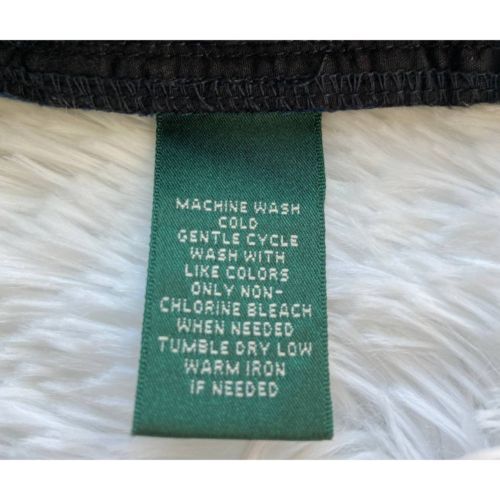 MACHINE WASH
COLD
GENTLE CYCLE
WASH WITH
LIKE COLORS
ONLY NON-
CHLORINE BLEACH
WHEN NEEDED
TUMBLE DRY LOW
WARM IRON
IF NEEDED